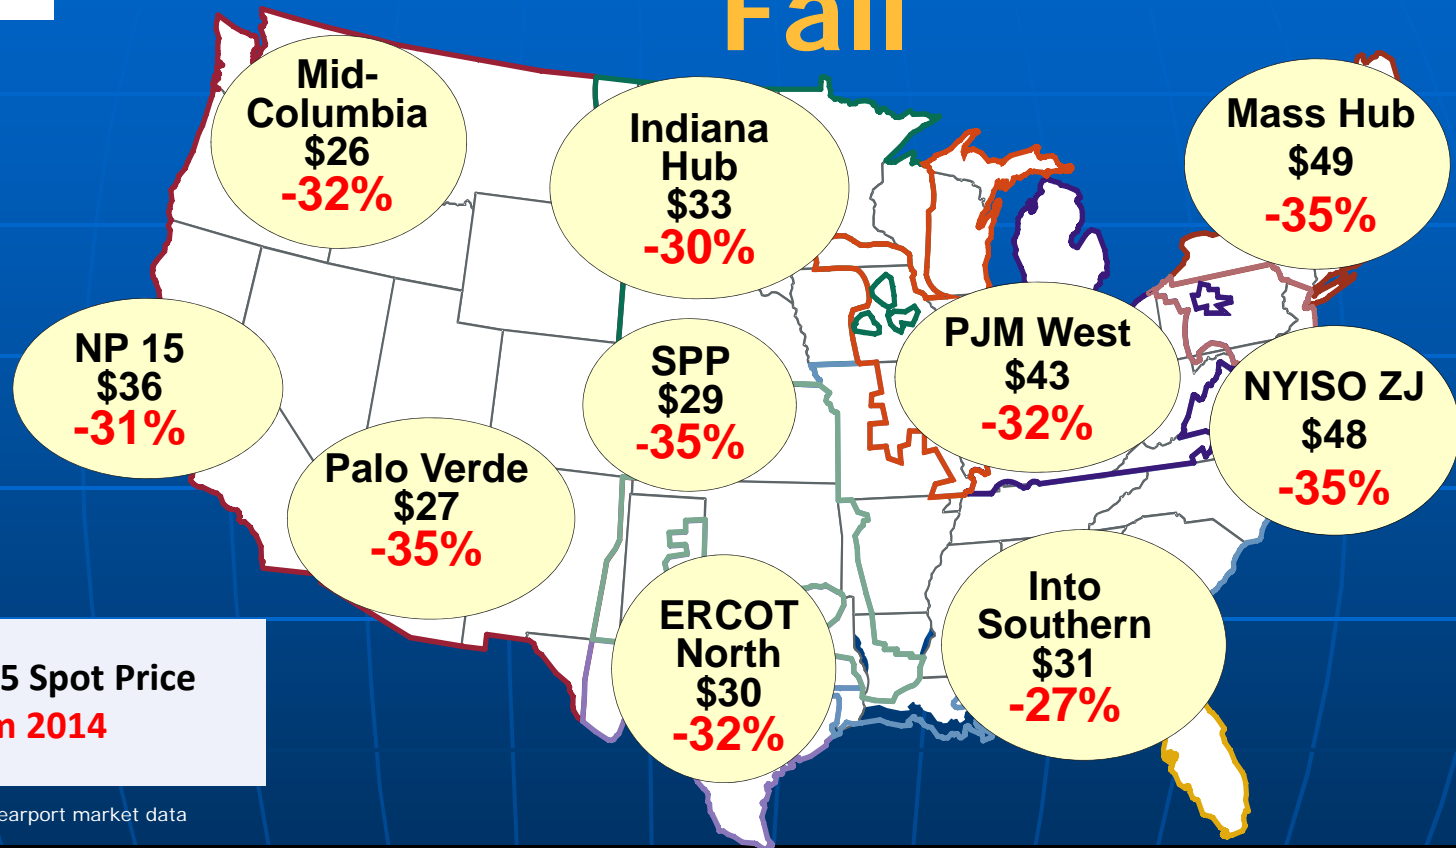 Fall
Mid-
Columbia
$26
-32%
Indiana
Hub
$33
-30%
Mass Hub
$49
-35%
NP 15
$36
-31%
SPP
$29
-35%
PJM West
$43
-32%
NYISO ZJ
$48
-35%
Palo Verde
$27
-35%
ERCOT
North
$30
-32%
Into
Southern
$31
-27%
5 Spot Price
m 2014
earport market data